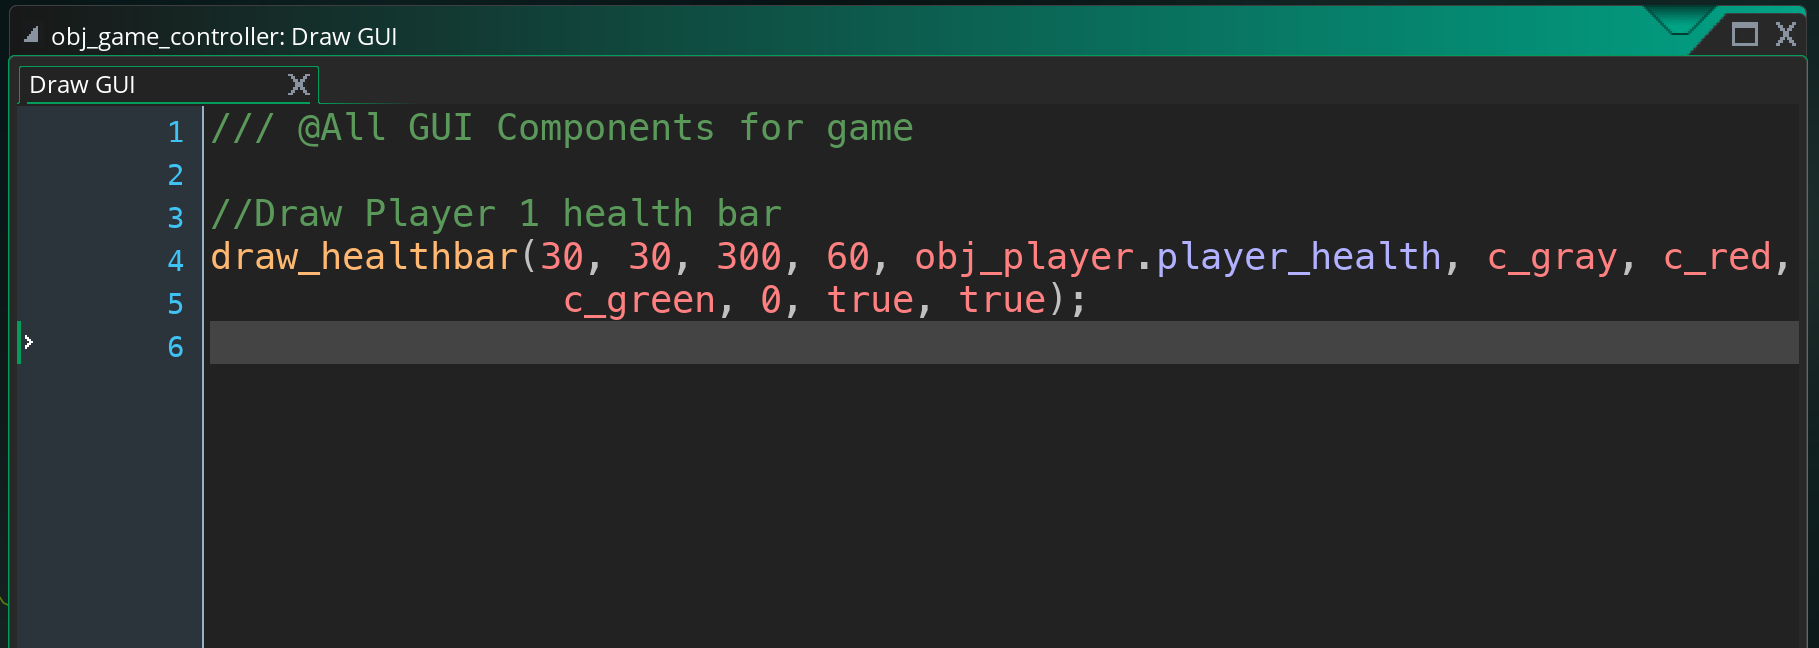 obj_game_controller: Draw GUI
Draw GUI
1 /// @All GUI Components for game
2
3 //Draw Player 1 health bar
4 draw_healthbar(30, 30, 300, 60, obj_player.player_health, c_gray, c_red,
5 c_green, 0, true, true);
6